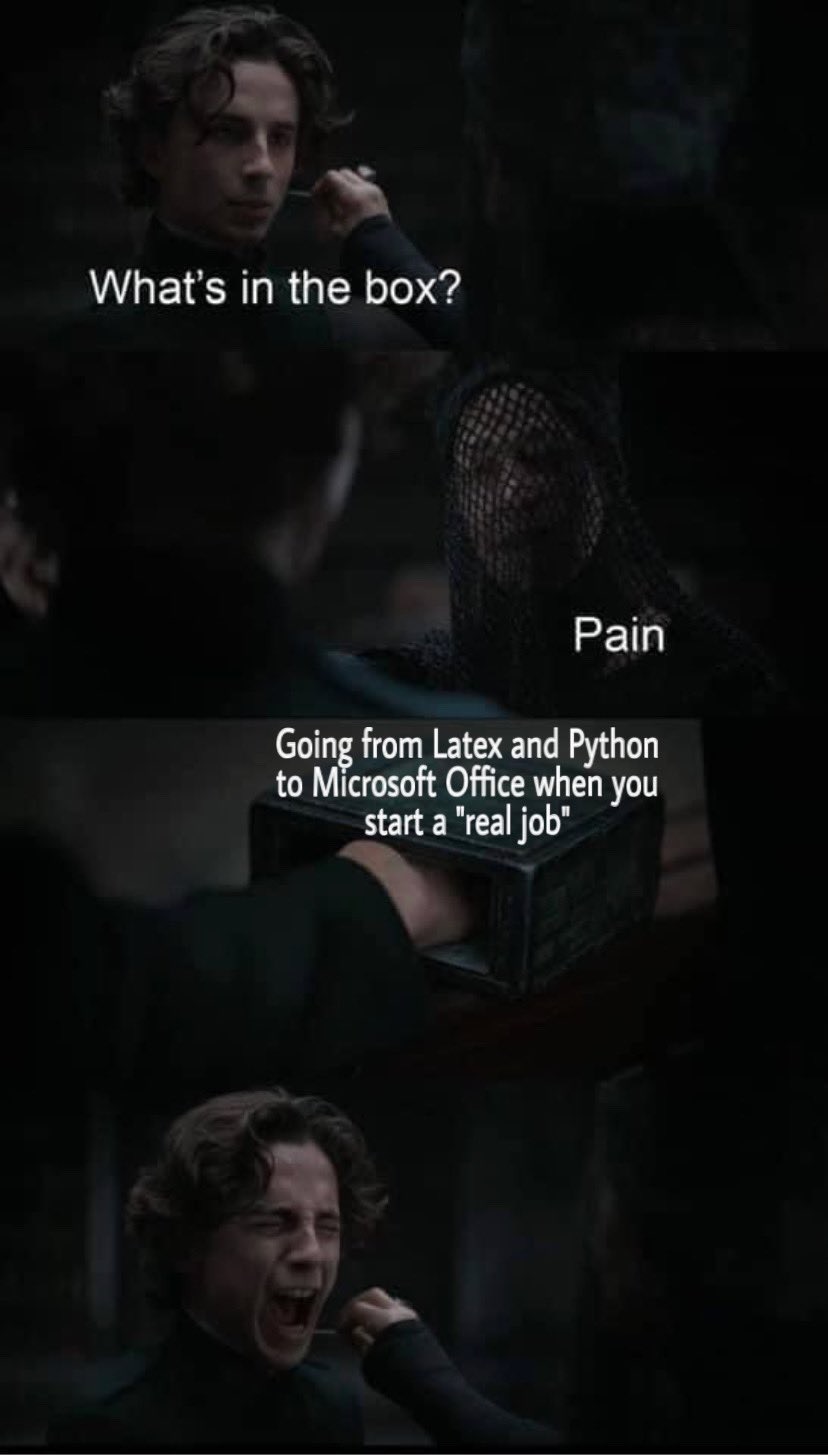 What's in the box?
Pain
Going from Latex and Python
to Microsoft Office when you
start a "real job"